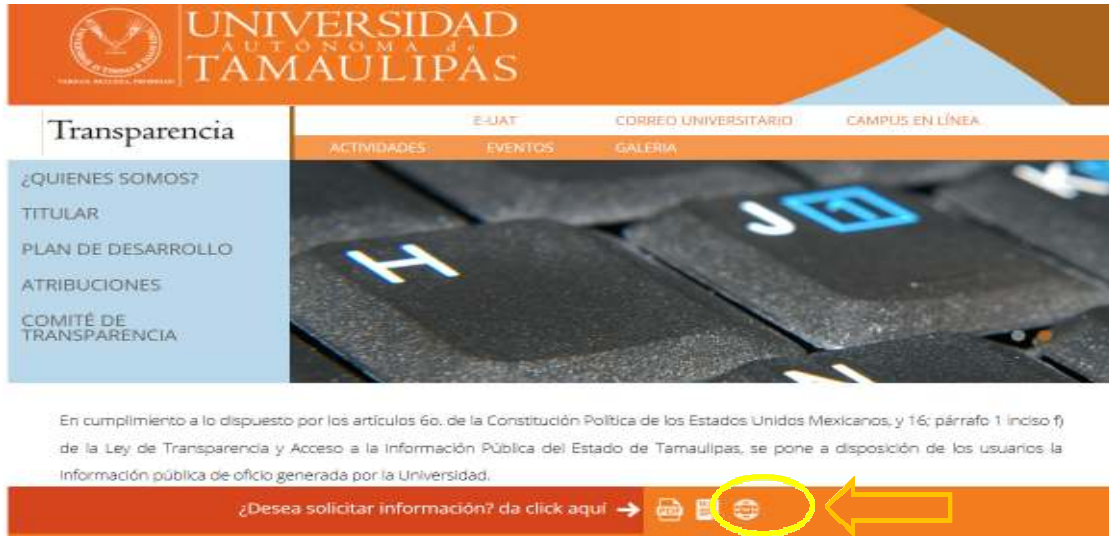 UNIVERSIDAD
AUTÓNOMA de
TAMAULIPAS
Transparencia
E-UAT CORREO UNIVERSITARIO CAMPUS EN LÍNEA
ACTIVIDADES EVENTOS GALERIA
¿QUIENES SOMOS?
TITULAR
PLAN DE DESARROLLO
ATRIBUCIONES
COMITÉ DE
TRANSPARENCIA
H
J 1
K
N
En cumplimiento a lo dispuesto por los artículos 6o. de la Constitución Política de los Estados Unidos Mexicanos, y 16; párrafo 1 inciso f)
de la Ley de Transparencia y Acceso a la Información Pública del Estado de Tamaulipas, se pone a disposición de los usuarios la
información pública de oficio generada por la Universidad.
¿Desea solicitar información? da click aquí → PDF